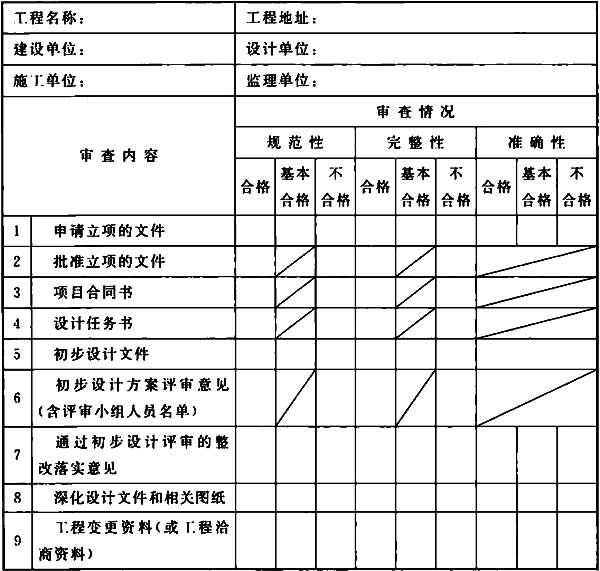 工程名称： 工程地址：
建设单位： 设计单位：
施工单位： 监理单位：
审查内容 审查情况
规范性 完整性 准确性
合格 基本合格 不合格 合格 基本合格 不合格 合格 基本合格 不合格
1 申请立项的文件
2 批准立项的文件
3 项目合同书
4 设计任务书
5 初步设计文件
6 初步设计方案评审意见
(含评审小组人员名单)
7 通过初步设计评审的整
改落实意见
8 深化设计文件和相关图纸
9 工程变更资料(或工程洽
商资料)